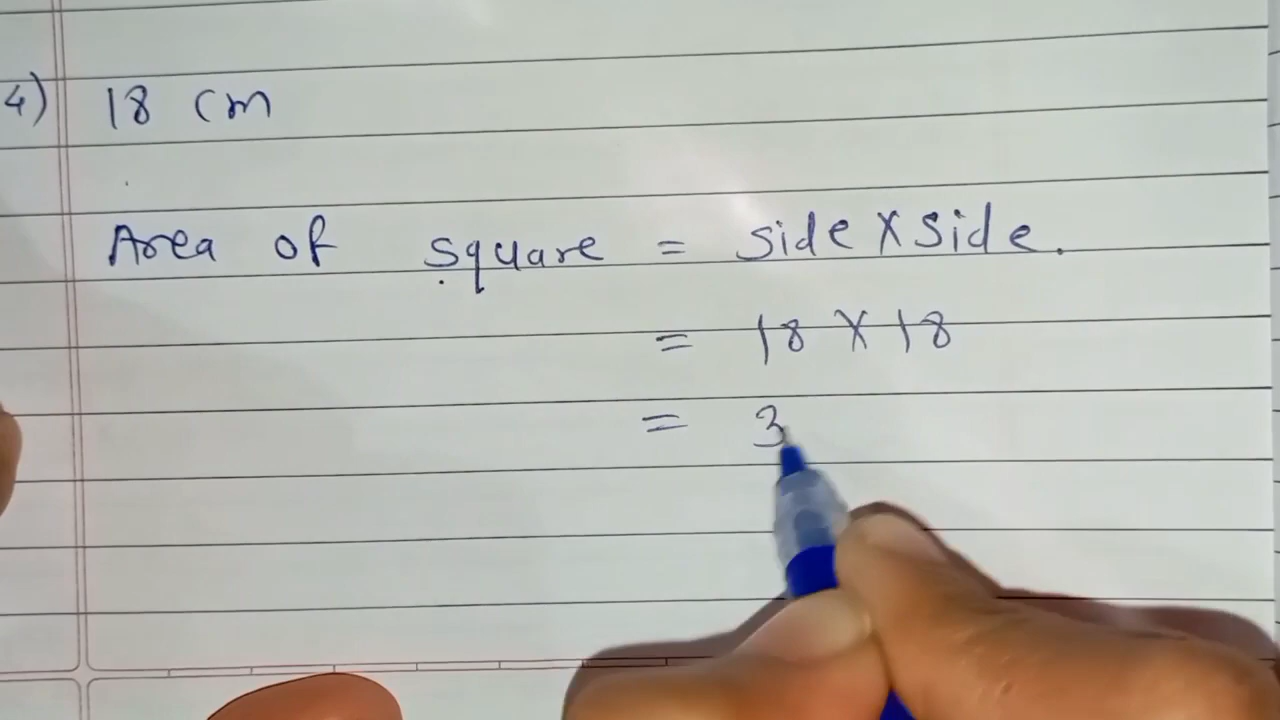 4) 18 cm
Area of square = side X side.
= 18 X 18
= 3